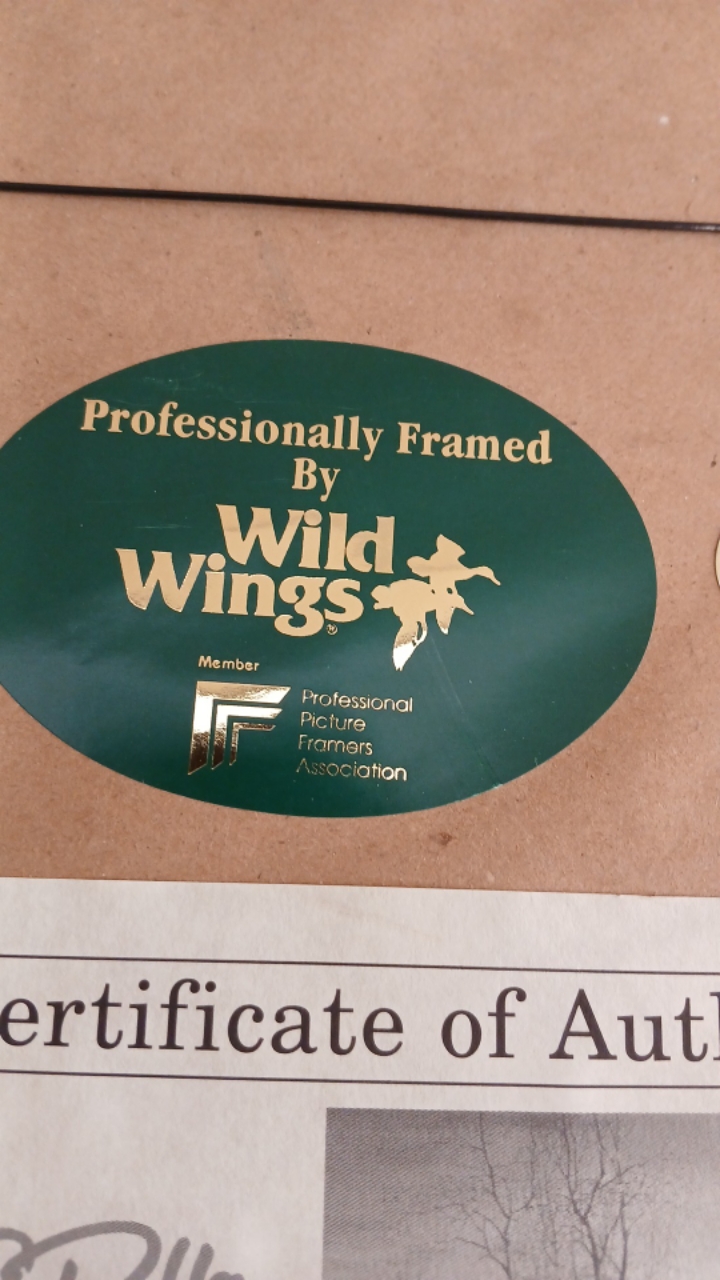 Professionally Framed
By
Wild
Wings®
Member
Professional
Picture
Framers
Association
ertificate of Aut